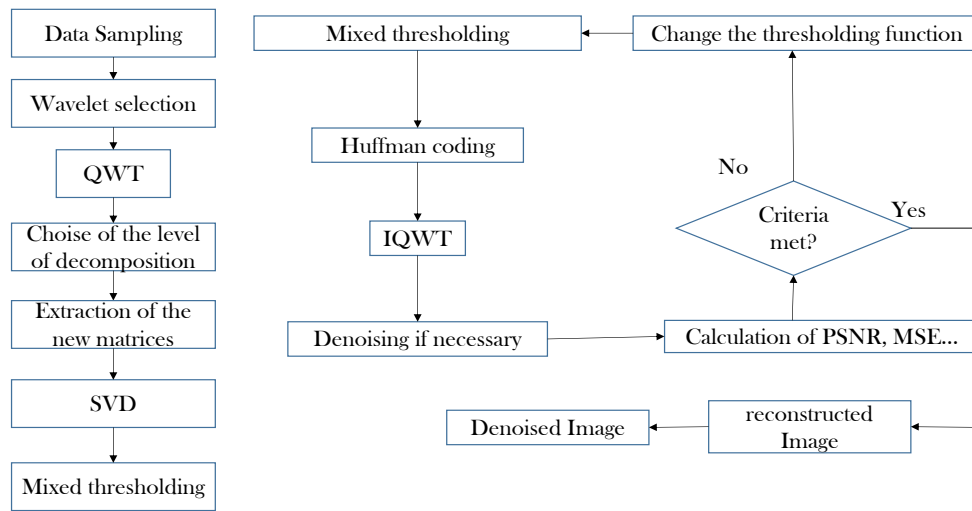 Data Sampling
Wavelet selection
QWT
Choise of the level
of decomposition
Extraction of the
new matrices
SVD
Mixed thresholding
Mixed thresholding
Change the thresholding function
Huffman coding
No
Criteria
met?
Yes
IQWT
Denoising if necessary
Calculation of PSNR, MSE...
Denoised Image
reconstructed
Image